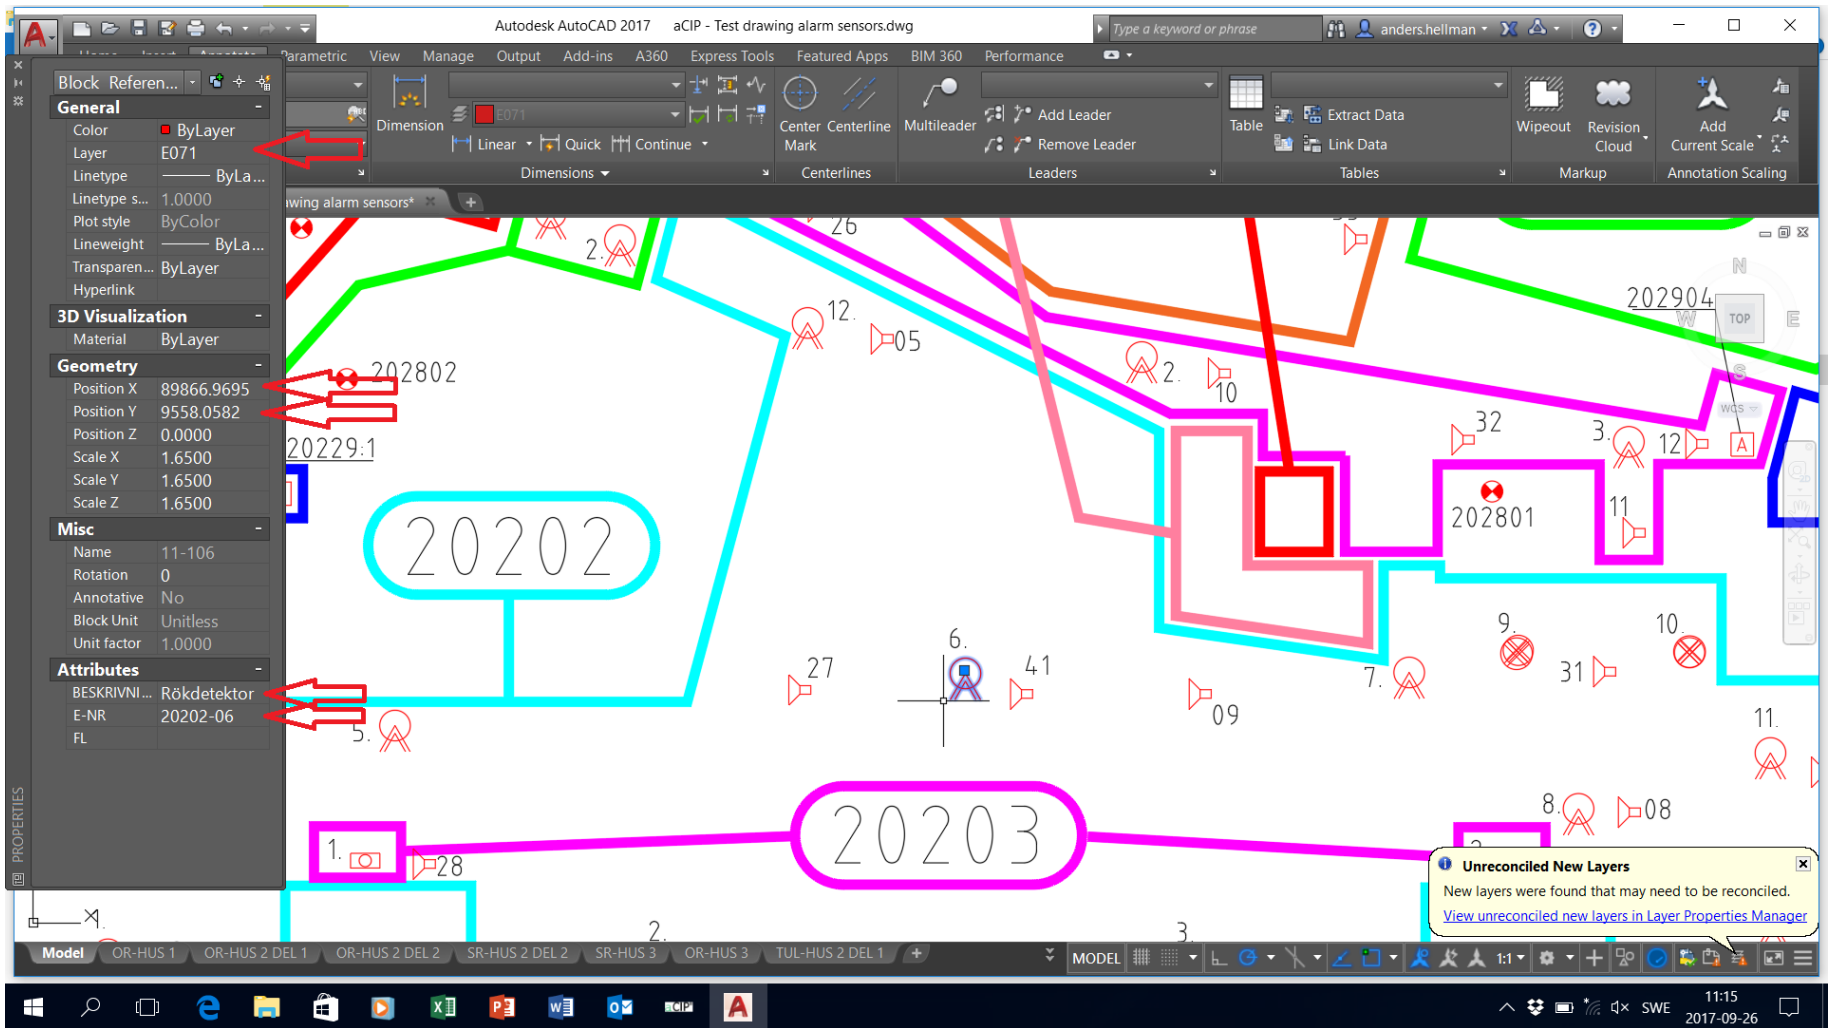 Autodesk AutoCAD 2017 aCIP - Test drawing alarm sensors.dwg
Type a keyword or phrase
anders.hellman
Parametric View Manage Output Add-ins A360 Express Tools Featured Apps BIM 360 Performance
Block Referen...
General
Color ByLayer
Layer E071
Linetype ByLa...
Linetype s... 1.0000
Plot style ByColor
Lineweight ByLa...
Transparen... ByLayer
Hyperlink
3D Visualization
Material ByLayer
Geometry
Position X 89866.9695
Position Y 9558.0582
Position Z 0.0000
Scale X 1.6500
Scale Y 1.6500
Scale Z 1.6500
Misc
Name 11-106
Rotation 0
Annotative No
Block Unit Unitless
Unit factor 1.0000
Attributes
BESKRIVNI... Rökdetektor
E-NR 20202-06
FL
PROPERTIES
Dimension
E071
Linear Quick Continue
Dimensions
Center Mark
Centerline
Centerlines
Multileader
Add Leader
Remove Leader
Leaders
Table
Extract Data
Link Data
Tables
Wipeout
Revision Cloud
Markup
Add Current Scale
Annotation Scaling
awing alarm sensors*
26
2.
12.
05
2.
10
202904
N
W TOP E
S
WCS
202802
20229:1
20202
32
3.
12
A
202801
11
6.
27
41
09
7.
9.
10.
31
11.
5.
20203
8.
08
1.
28
2.
3.
Unreconciled New Layers
New layers were found that may need to be reconciled.
View unreconciled new layers in Layer Properties Manager
Model OR-HUS 1 OR-HUS 2 DEL 1 OR-HUS 2 DEL 2 SR-HUS 2 DEL 2 SR-HUS 3 OR-HUS 3 TUL-HUS 2 DEL 1
MODEL 1:1
SWE
11:15
2017-09-26